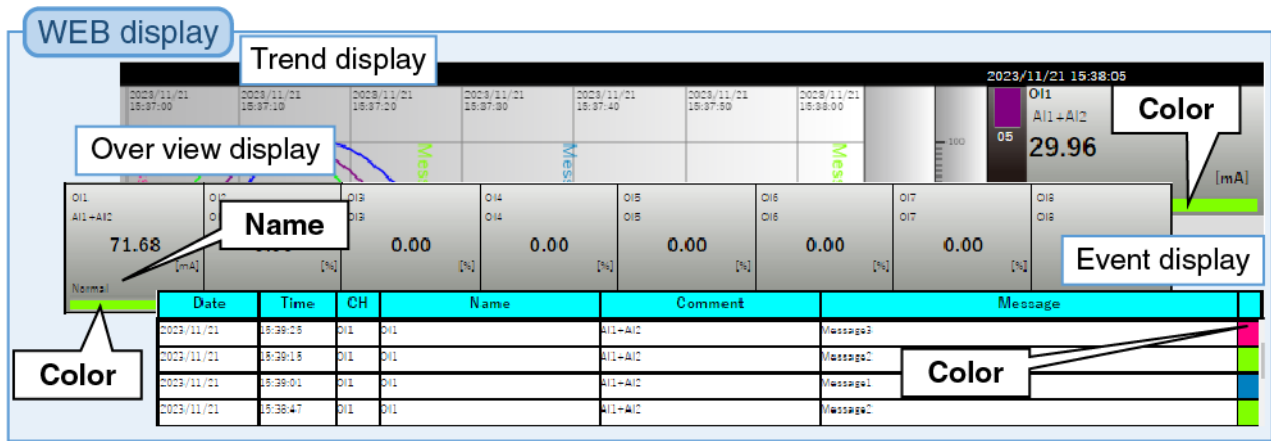 WEB display
Trend display
2023/11/21 15:38:05
2023/11/21 2023/11/21 2023/11/21 2023/11/21 2023/11/21 2023/11/21 2023/11/21
15:37:00 15:37:10 15:37:20 15:37:30 15:37:40 15:37:50 15:38:00
OI1
AI1+AI2
Color
05
29.96
100
[mA]
Over view display
Mess Mess Mess
OI1 OI2 OI3 OI4 OI5 OI6 OI7 OI8
AI1+AI2 OI3 OI4 OI5 OI6 OI7 OI8
Name
71.68 0.00 0.00 0.00 0.00 0.00
[mA] [%] [%] [%] [%] [%] [%]
Event display
Normal
Date Time CH Name Comment Message
2023/11/21 15:39:25 OI1 OI1 AI1+AI2 Message3
2023/11/21 15:39:15 OI1 OI1 AI1+AI2 Message2
2023/11/21 15:39:01 OI1 OI1 AI1+AI2 Message1
2023/11/21 15:38:47 OI1 OI1 AI1+AI2 Message2
Color
Color